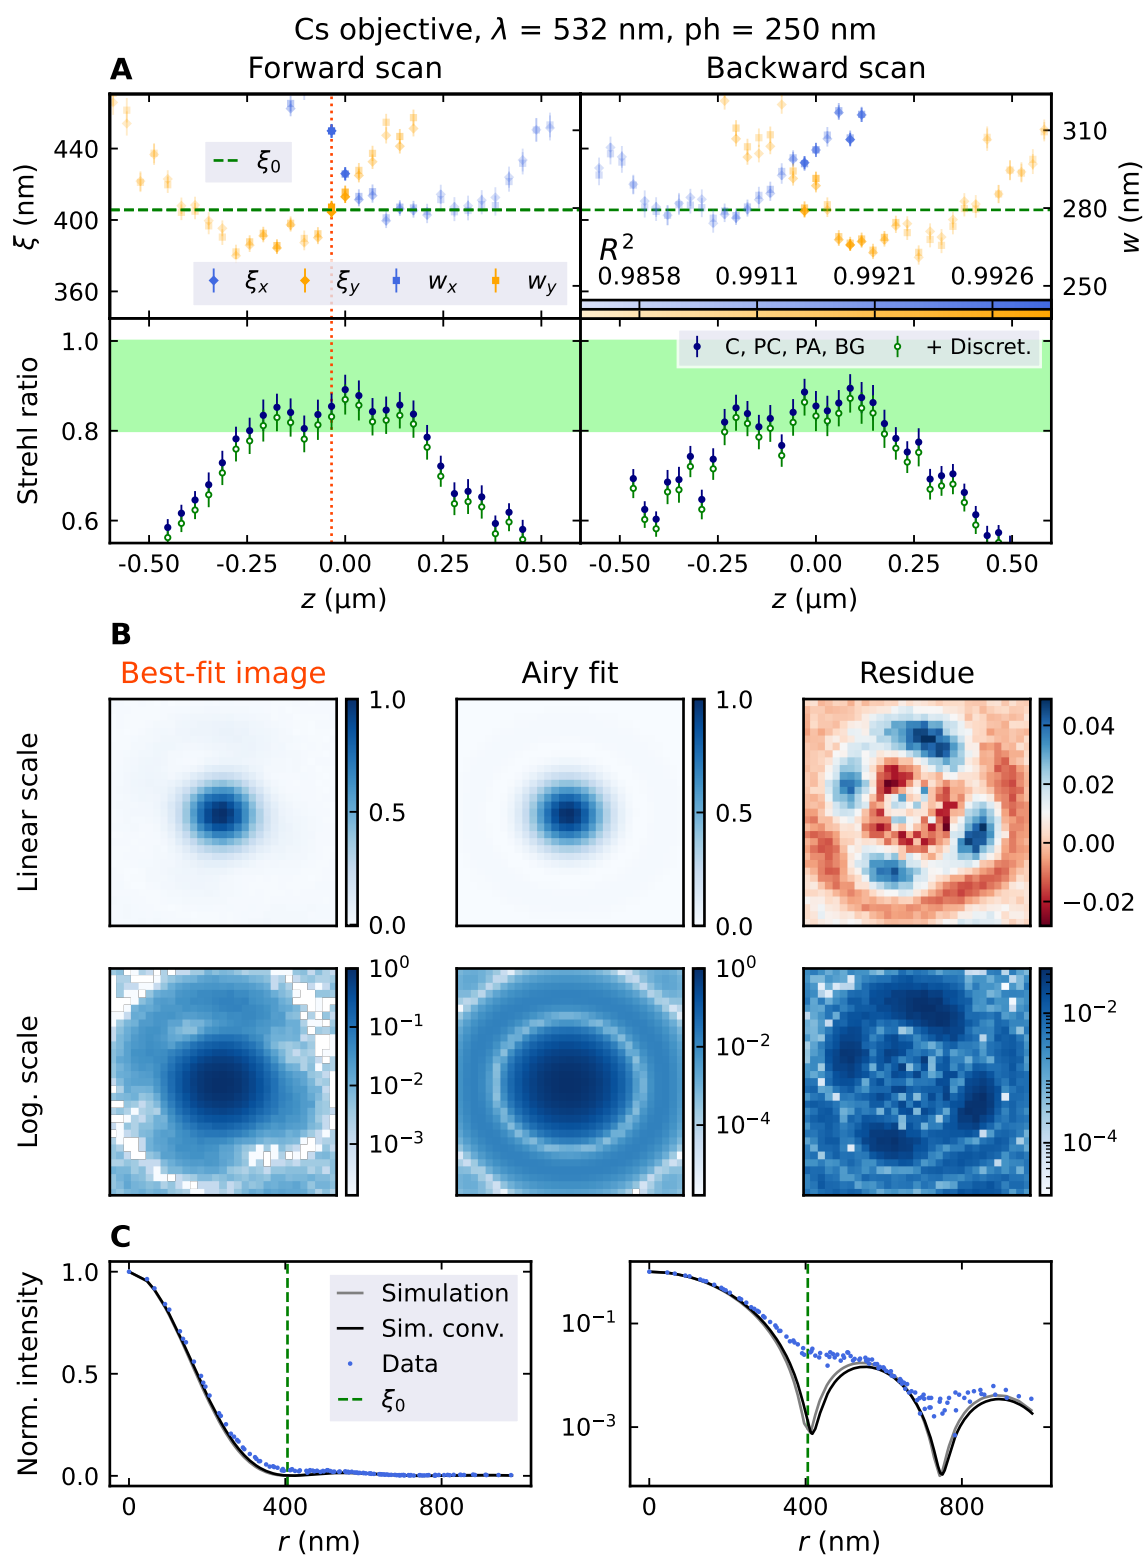 Cs objective, λ = 532 nm, ph = 250 nm
A
Forward scan
Backward scan
ξ (nm)
440
400
360
ξ₀
ξₓ
ξᵧ
wₓ
wᵧ
R²
0.9858
0.9911
0.9921
0.9926
310
280
250
w (nm)
Strehl ratio
1.0
0.8
0.6
C, PC, PA, BG
+ Discret.
-0.50 -0.25 0.00 0.25 0.50
-0.50 -0.25 0.00 0.25 0.50
z (µm)
z (µm)
B
Best-fit image
Airy fit
Residue
Linear scale
1.0
0.5
0.0
1.0
0.5
0.0
0.04
0.02
0.00
−0.02
Log. scale
10⁰
10⁻¹
10⁻²
10⁻³
10⁰
10⁻²
10⁻⁴
10⁻²
10⁻⁴
C
Norm. intensity
1.0
0.5
0.0
Simulation
Sim. conv.
Data
ξ₀
10⁻¹
10⁻³
0 400 800
0 400 800
r (nm)
r (nm)